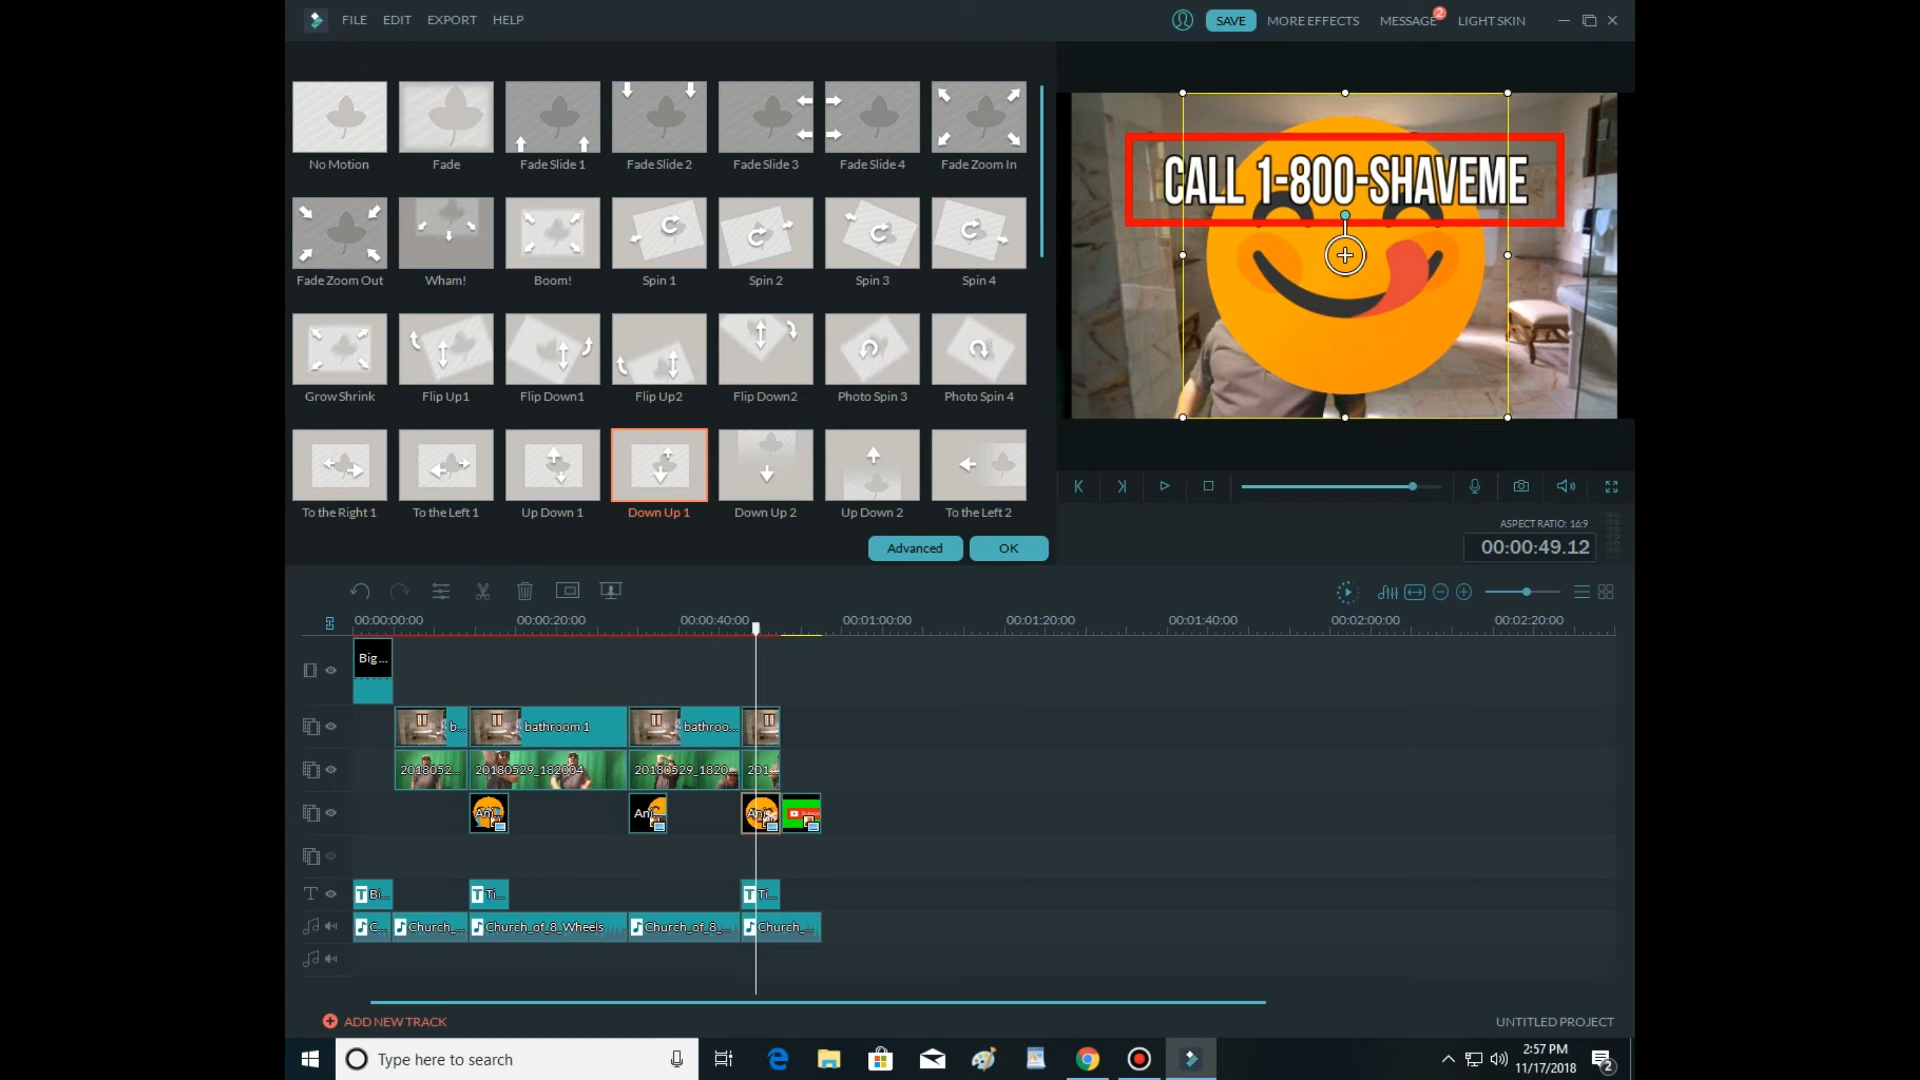 FILE EDIT EXPORT HELP
SAVE MORE EFFECTS MESSAGE 2 LIGHT SKIN
No Motion Fade Fade Slide 1 Fade Slide 2 Fade Slide 3 Fade Slide 4 Fade Zoom In
Fade Zoom Out Wham! Boom! Spin 1 Spin 2 Spin 3 Spin 4
Grow Shrink Flip Up1 Flip Down1 Flip Up2 Flip Down2 Photo Spin 3 Photo Spin 4
To the Right 1 To the Left 1 Up Down 1 Down Up 1 Down Up 2 Up Down 2 To the Left 2
Advanced OK
CALL 1-800-SHAVEME
ASPECT RATIO: 16:9
00:00:49.12
00:00:00:00 00:00:20:00 00:00:40:00 00:01:00:00 00:01:20:00 00:01:40:00 00:02:00:00 00:02:20:00
Big...
b... bathroom 1 bathroo...
2018052... 20180529_182004 20180529_1820... 201...
Ani... Ani... Ani...
T Bi... T Ti... T Ti...
C... Church_... Church_of_8_Wheels Church_of_8_... Church_...
ADD NEW TRACK
UNTITLED PROJECT
Type here to search
2:57 PM
11/17/2018
2